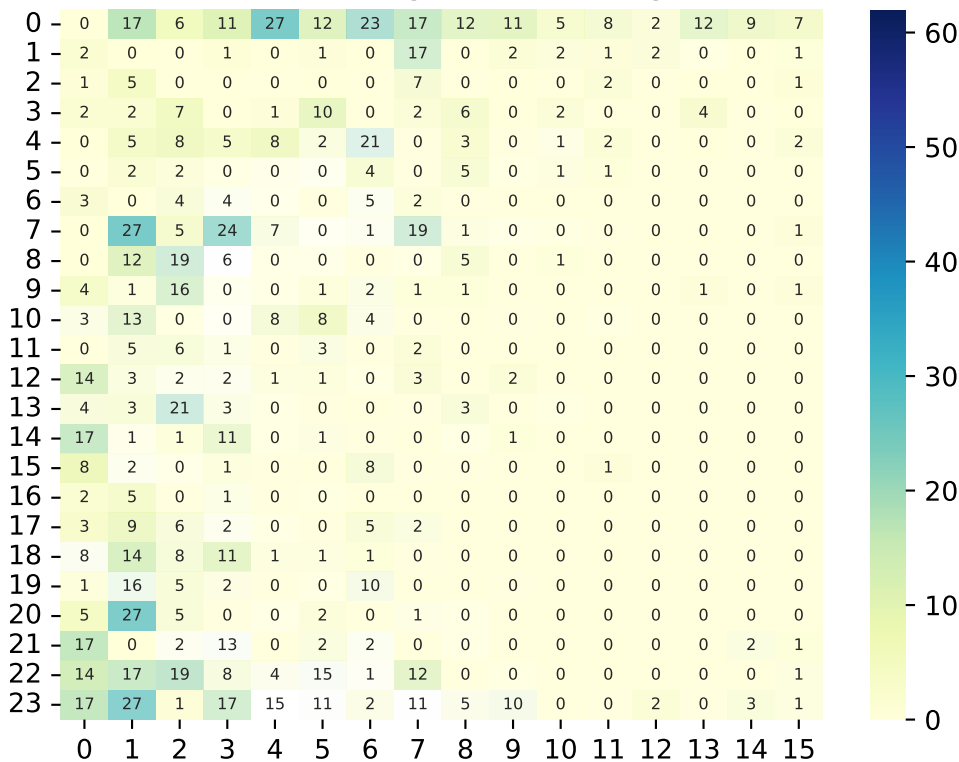 0 0 17 6 11 27 12 23 17 12 11 5 8 2 12 9 7
1 2 0 0 1 0 1 0 17 0 2 2 1 2 0 0 1
2 1 5 0 0 0 0 0 7 0 0 0 2 0 0 0 1
3 2 2 7 0 1 10 0 2 6 0 2 0 0 4 0 0
4 0 5 8 5 8 2 21 0 3 0 1 2 0 0 0 2
5 0 2 2 0 0 0 4 0 5 0 1 1 0 0 0 0
6 3 0 4 4 0 0 5 2 0 0 0 0 0 0 0 0
7 0 27 5 24 7 0 1 19 1 0 0 0 0 0 0 1
8 0 12 19 6 0 0 0 0 5 0 1 0 0 0 0 0
9 4 1 16 0 0 1 2 1 1 0 0 0 0 1 0 1
10 3 13 0 0 8 8 4 0 0 0 0 0 0 0 0 0
11 0 5 6 1 0 3 0 2 0 0 0 0 0 0 0 0
12 14 3 2 2 1 1 0 3 0 2 0 0 0 0 0 0
13 4 3 21 3 0 0 0 0 3 0 0 0 0 0 0 0
14 17 1 1 11 0 1 0 0 0 1 0 0 0 0 0 0
15 8 2 0 1 0 0 8 0 0 0 0 1 0 0 0 0
16 2 5 0 1 0 0 0 0 0 0 0 0 0 0 0 0
17 3 9 6 2 0 0 5 2 0 0 0 0 0 0 0 0
18 8 14 8 11 1 1 1 0 0 0 0 0 0 0 0 0
19 1 16 5 2 0 0 10 0 0 0 0 0 0 0 0 0
20 5 27 5 0 0 2 0 1 0 0 0 0 0 0 0 0
21 17 0 2 13 0 2 2 0 0 0 0 0 0 0 2 1
22 14 17 19 8 4 15 1 12 0 0 0 0 0 0 0 1
23 17 27 1 17 15 11 2 11 5 10 0 0 2 0 3 1
0 1 2 3 4 5 6 7 8 9 10 11 12 13 14 15
60
50
40
30
20
10
0